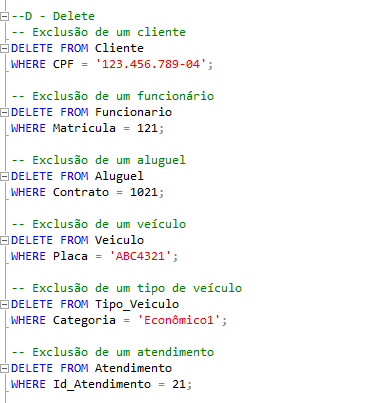 --D - Delete
-- Exclusão de um cliente
DELETE FROM Cliente
WHERE CPF = '123.456.789-04';
-- Exclusão de um funcionário
DELETE FROM Funcionario
WHERE Matricula = 121;
-- Exclusão de um aluguel
DELETE FROM Aluguel
WHERE Contrato = 1021;
-- Exclusão de um veículo
DELETE FROM Veiculo
WHERE Placa = 'ABC4321';
-- Exclusão de um tipo de veículo
DELETE FROM Tipo_Veiculo
WHERE Categoria = 'Econômico1';
-- Exclusão de um atendimento
DELETE FROM Atendimento
WHERE Id_Atendimento = 21;